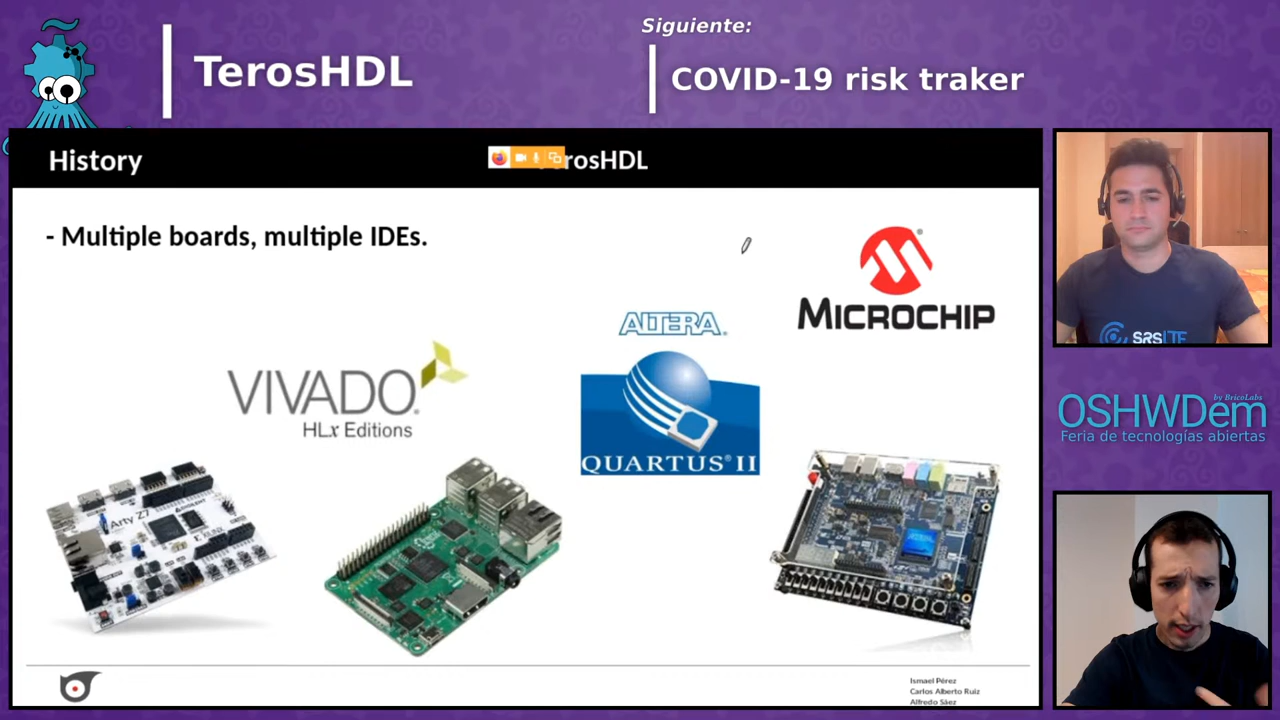 Siguiente:
TerosHDL
COVID-19 risk traker
History
rosHDL
- Multiple boards, multiple IDEs.
MICROCHIP
ALTERA
VIVADO
HLx Editions
QUARTUS® II
Arty Z7
SRSLTE
OSHWDem
by BricoLabs
Feria de tecnologías abiertas
Ismael Pérez
Carlos Alberto Ruiz
Alfredo Sáez